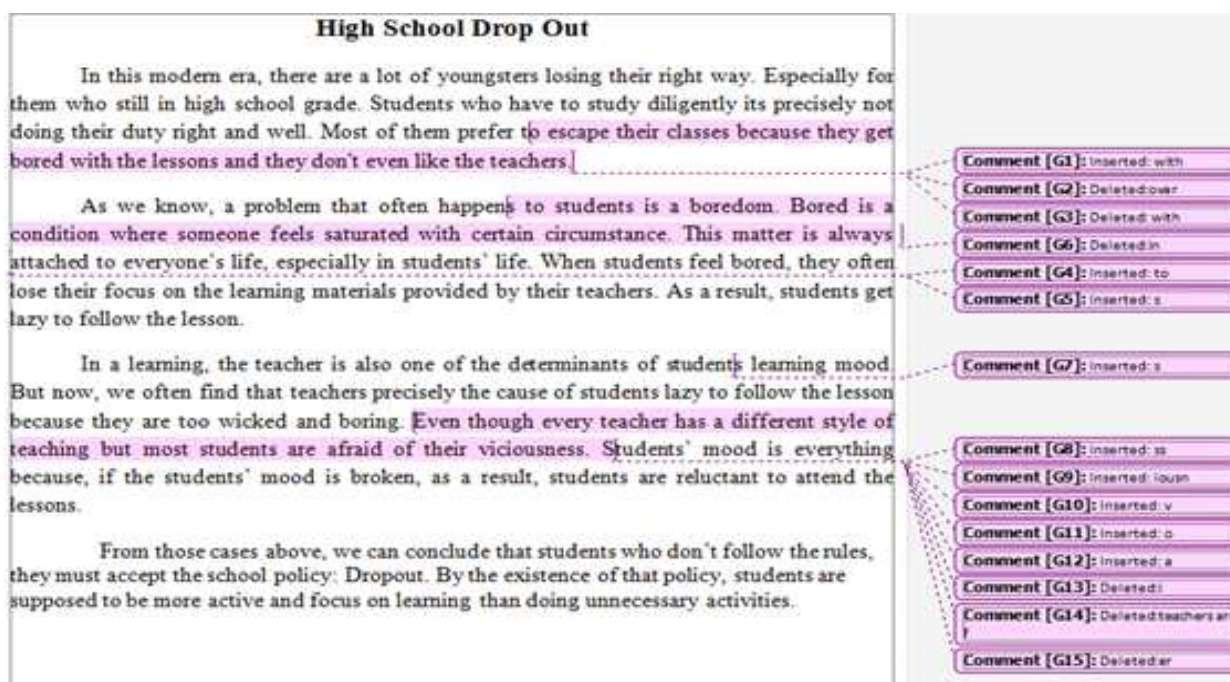 High School Drop Out
In this modern era, there are a lot of youngsters losing their right way. Especially for
them who still in high school grade. Students who have to study diligently its precisely not
doing their duty right and well. Most of them prefer to escape their classes because they get
bored with the lessons and they don't even like the teachers.
As we know, a problem that often happens to students is a boredom. Bored is a
condition where someone feels saturated with certain circumstance. This matter is always
attached to everyone's life, especially in students' life. When students feel bored, they often
lose their focus on the learning materials provided by their teachers. As a result, students get
lazy to follow the lesson.
In a learning, the teacher is also one of the determinants of students learning mood.
But now, we often find that teachers precisely the cause of students lazy to follow the lesson
because they are too wicked and boring. Even though every teacher has a different style of
teaching but most students are afraid of their viciousness. Students' mood is everything
because, if the students' mood is broken, as a result, students are reluctant to attend the
lessons.
From those cases above, we can conclude that students who don't follow the rules,
they must accept the school policy: Dropout. By the existence of that policy, students are
supposed to be more active and focus on learning than doing unnecessary activities.
Comment [G1]: Inserted: with
Comment [G2]: Deleted:over
Comment [G3]: Deleted: with
Comment [G6]: Deleted:in
Comment [G4]: Inserted: to
Comment [G5]: Inserted: s
Comment [G7]: Inserted: s
Comment [G8]: Inserted: ss
Comment [G9]: Inserted: iousn
Comment [G10]: Inserted: v
Comment [G11]: Inserted: o
Comment [G12]: Inserted: a
Comment [G13]: Deleted:i
Comment [G14]: Deleted:teachers ar
f
Comment [G15]: Deleted:er